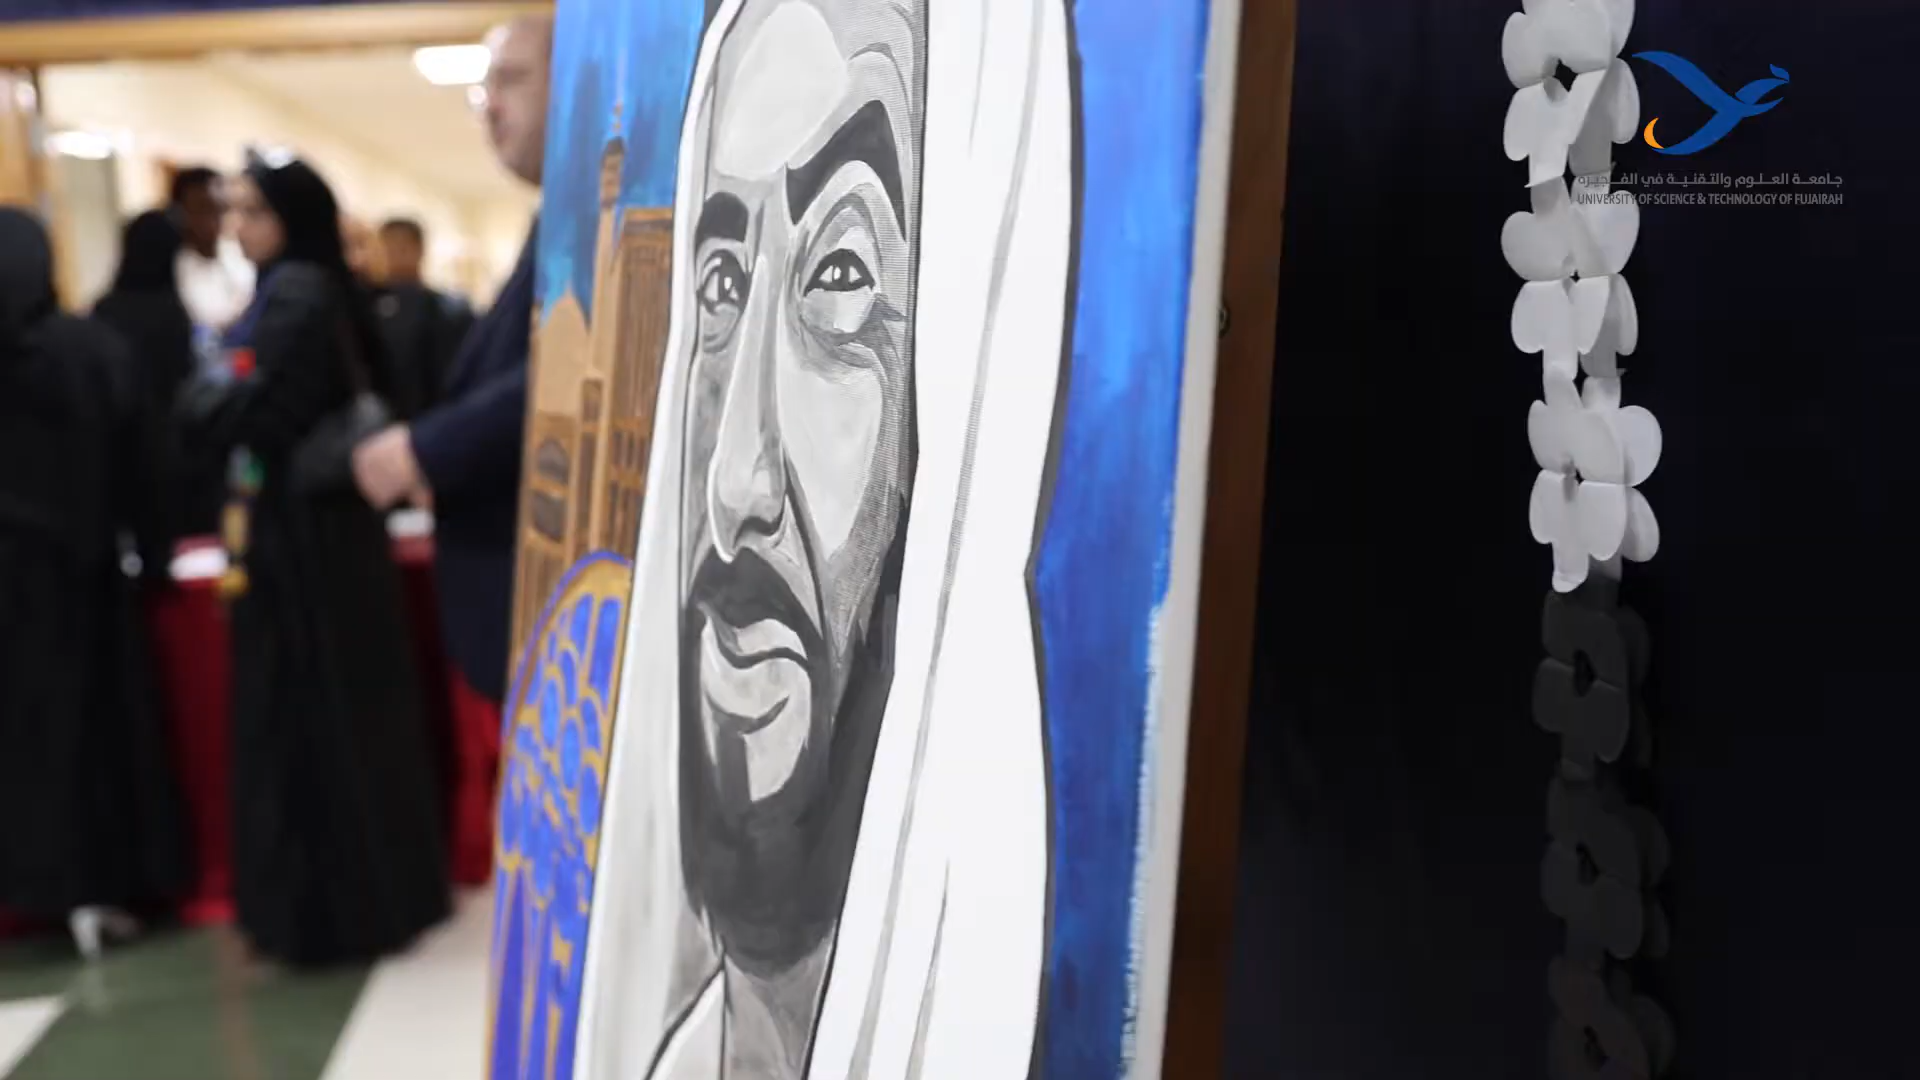 جامعة العلوم والتقنية في الفجيرة
UNIVERSITY OF SCIENCE & TECHNOLOGY OF FUJAIRAH